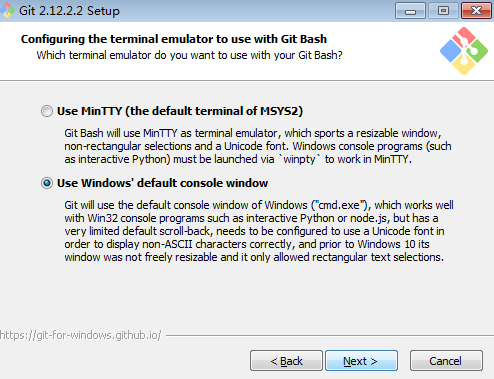 Git 2.12.2.2 Setup
Configuring the terminal emulator to use with Git Bash
Which terminal emulator do you want to use with your Git Bash?
Use MinTTY (the default terminal of MSYS2)
Git Bash will use MinTTY as terminal emulator, which sports a resizable window,
non-rectangular selections and a Unicode font. Windows console programs (such
as interactive Python) must be launched via `winpty` to work in MinTTY.
Use Windows' default console window
Git will use the default console window of Windows ("cmd.exe"), which works well
with Win32 console programs such as interactive Python or node.js, but has a
very limited default scroll-back, needs to be configured to use a Unicode font in
order to display non-ASCII characters correctly, and prior to Windows 10 its
window was not freely resizable and it only allowed rectangular text selections.
https://git-for-windows.github.io/
< Back Next > Cancel